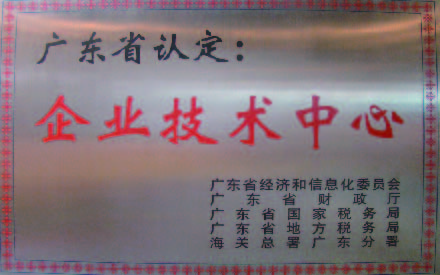 广东省认定：
企业技术中心
广东省经济和信息化委员会
广东省财政厅
广东省国家税务局
广东省地方税务局
海关总署广东分署